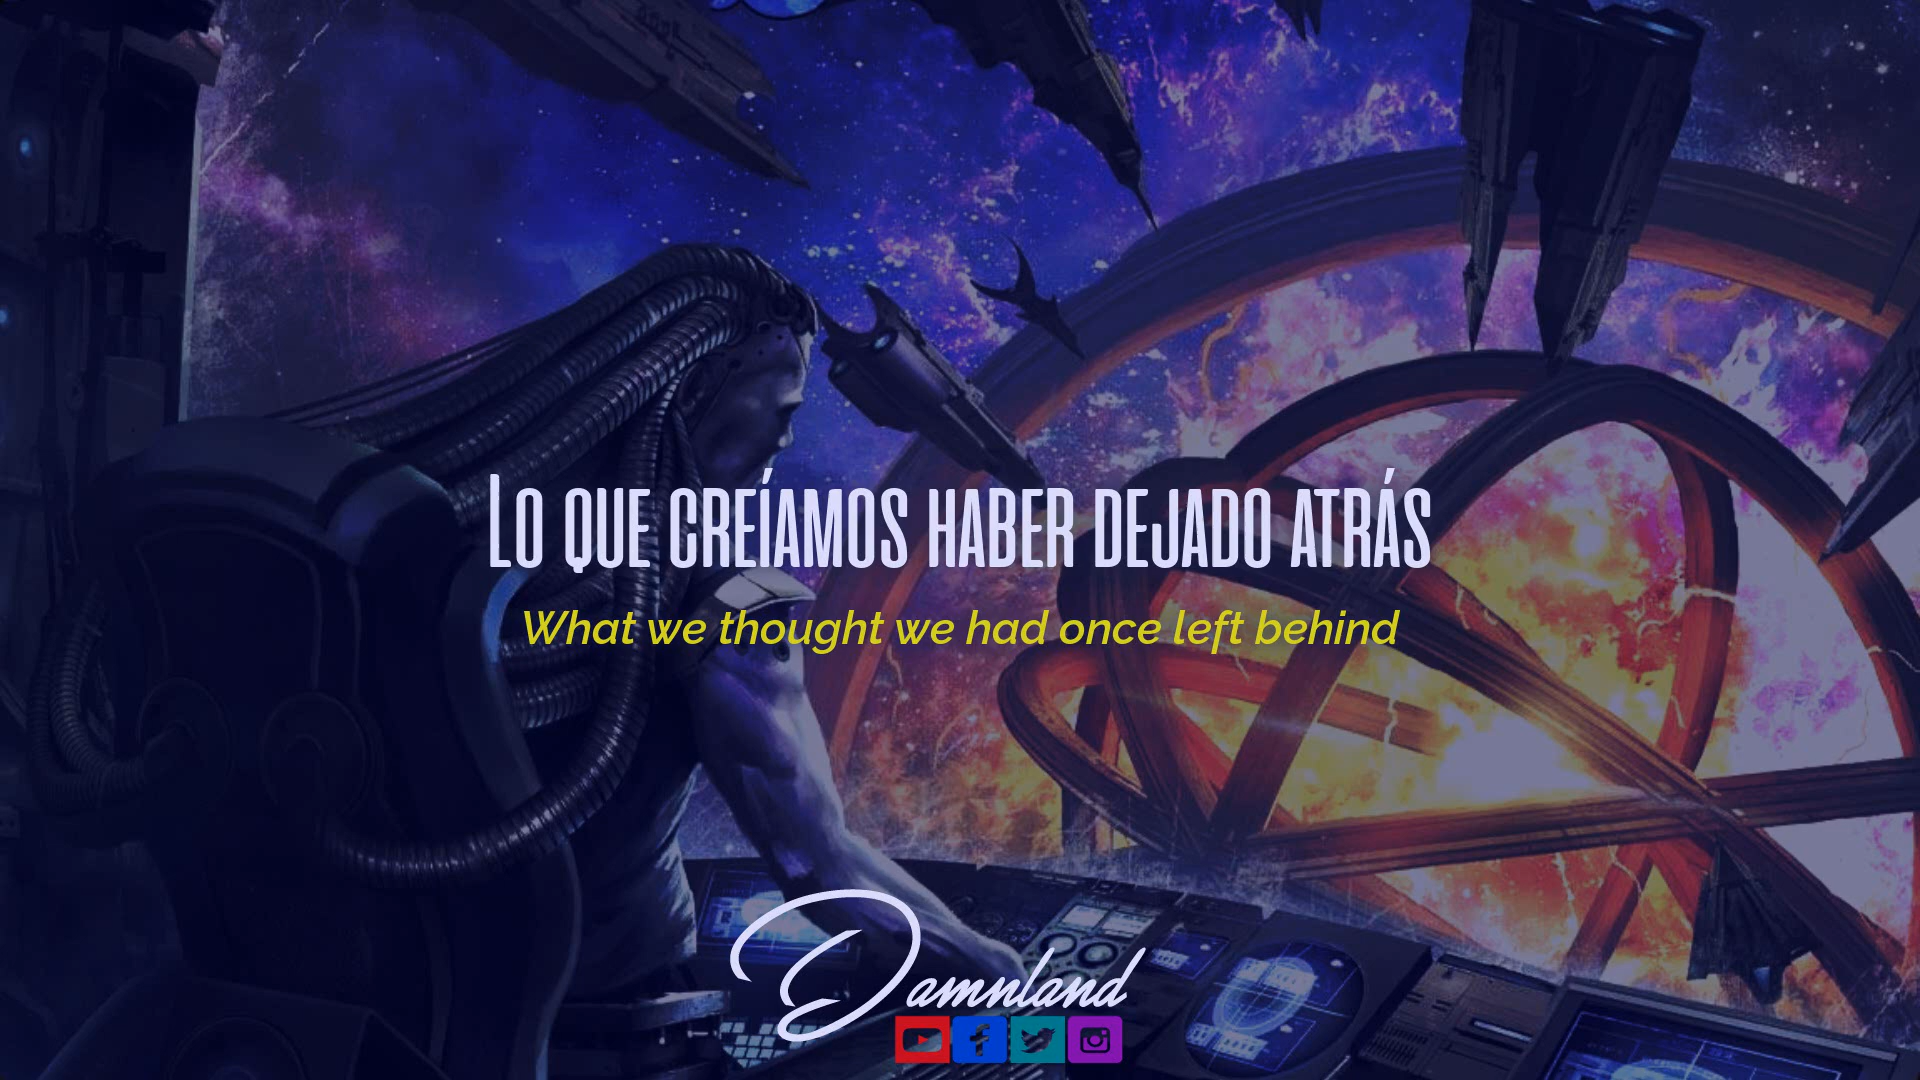 Lo que creíamos haber dejado atrás
What we thought we had once left behind
Damnland